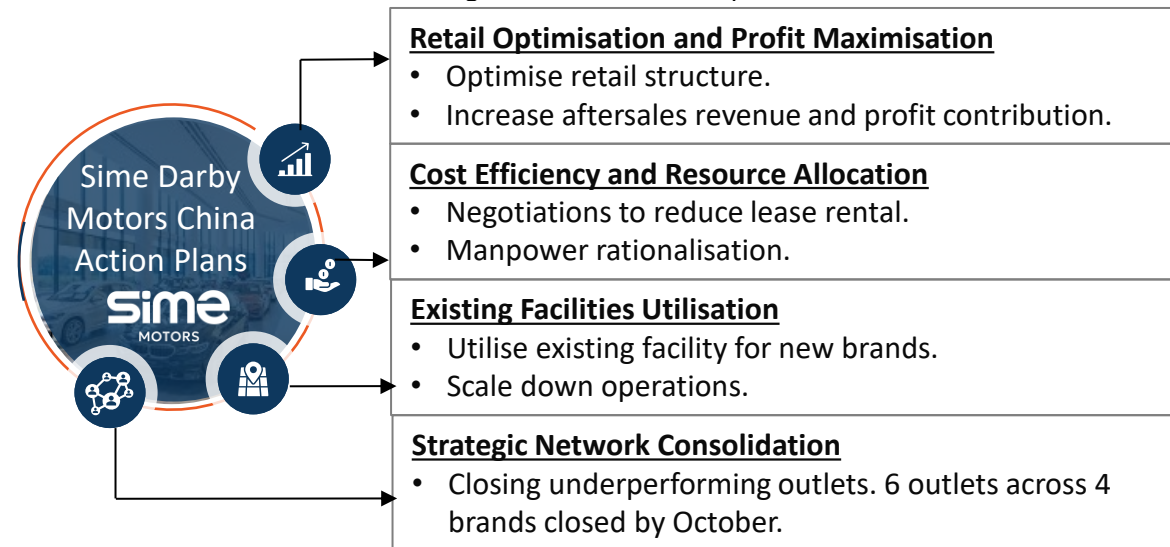 Retail Optimisation and Profit Maximisation
• Optimise retail structure.
• Increase aftersales revenue and profit contribution.
Sime Darby
Motors China
Action Plans
sime
MOTORS
Cost Efficiency and Resource Allocation
• Negotiations to reduce lease rental.
• Manpower rationalisation.
Existing Facilities Utilisation
• Utilise existing facility for new brands.
• Scale down operations.
Strategic Network Consolidation
• Closing underperforming outlets. 6 outlets across 4
brands closed by October.